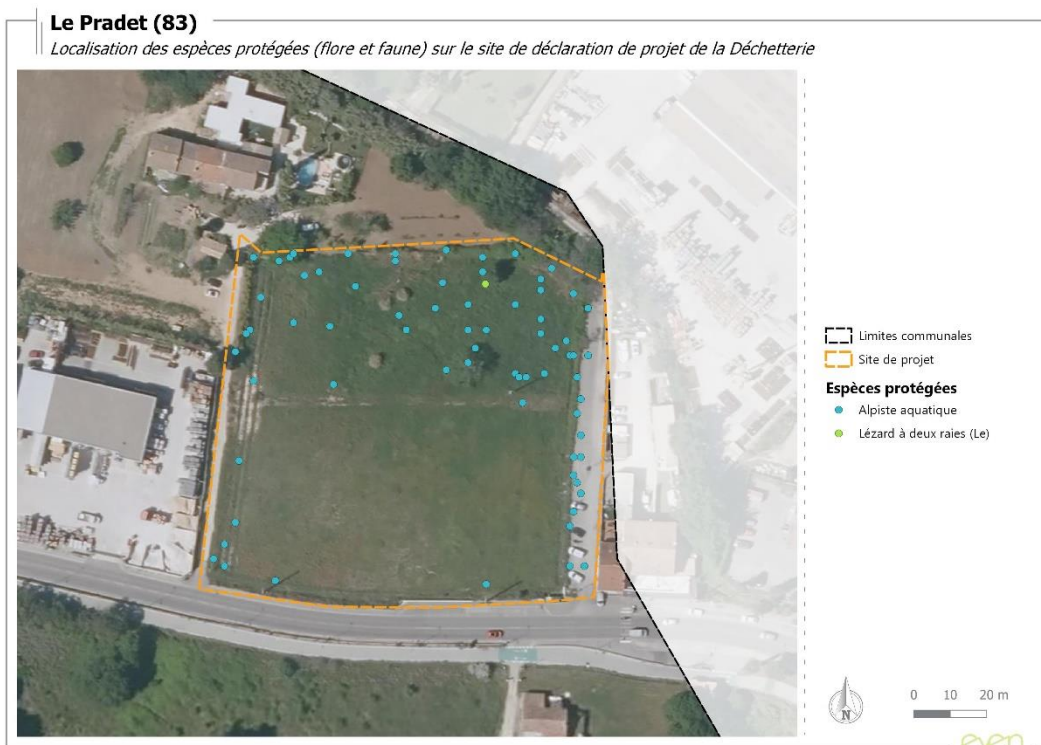 Le Pradet (83)
Localisation des espèces protégées (flore et faune) sur le site de déclaration de projet de la Déchetterie
Limites communales
Site de projet
Espèces protégées
Alpiste aquatique
Lézard à deux raies (Le)
N
0 10 20 m
even